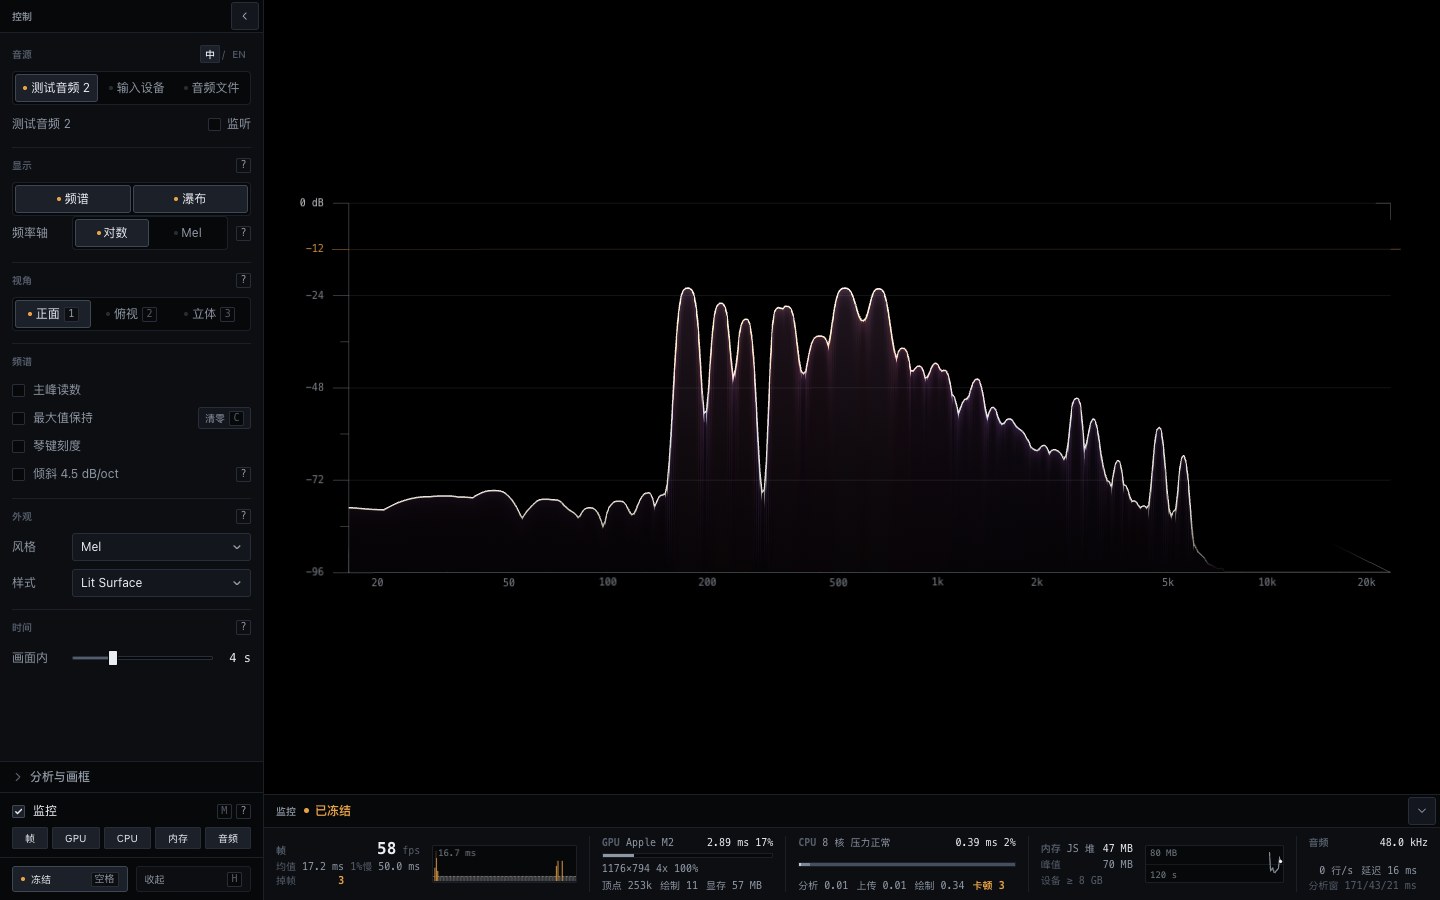 控制
音源 中 / EN
测试音频 2 输入设备 音频文件
测试音频 2 监听
显示 ?
频谱 瀑布
频率轴 对数 Mel ?
视角 ?
正面 1 俯视 2 立体 3
频谱
主峰读数
最大值保持 清零 C
琴键刻度
倾斜 4.5 dB/oct ?
外观 ?
风格 Mel
样式 Lit Surface
时间 ?
画面内 4 s
分析与画框
监控 M ?
帧 GPU CPU 内存 音频
冻结 空格 收起 H
0 dB
−12
−24
−48
−72
−96
20 50 100 200 500 1k 2k 5k 10k 20k
监控 已冻结
帧 58 fps
均值 17.2 ms 1%慢 50.0 ms
掉帧 3
16.7 ms
GPU Apple M2 2.89 ms 17%
1176×794 4x 100%
顶点 253k 绘制 11 显存 57 MB
CPU 8 核 压力正常 0.39 ms 2%
分析 0.01 上传 0.01 绘制 0.34 卡顿 3
内存 JS 堆 47 MB
峰值 70 MB
设备 ≥ 8 GB
80 MB
120 s
音频 48.0 kHz
0 行/s 延迟 16 ms
分析窗 171/43/21 ms